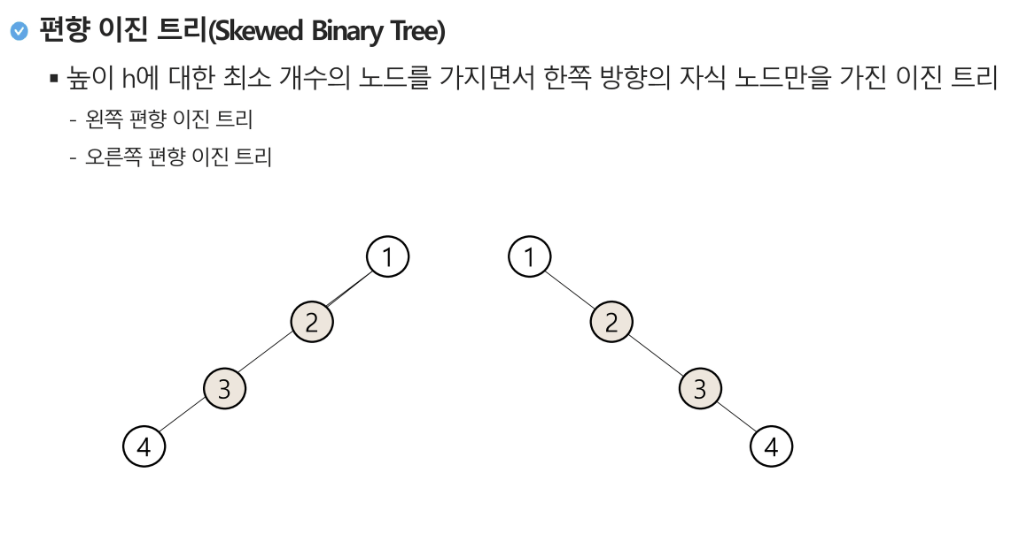 편향 이진 트리(Skewed Binary Tree)
▪ 높이 h에 대한 최소 개수의 노드를 가지면서 한쪽 방향의 자식 노드만을 가진 이진 트리
- 왼쪽 편향 이진 트리
- 오른쪽 편향 이진 트리
1 1
2 2
3 3
4 4